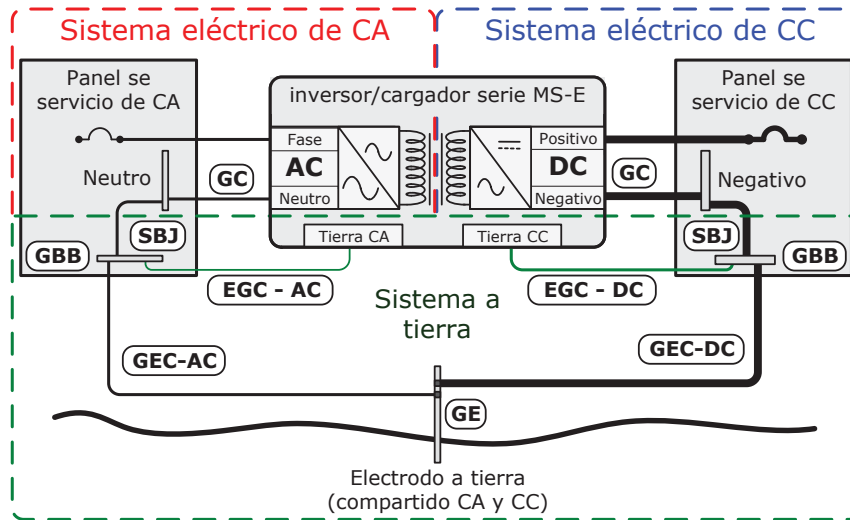 Sistema eléctrico de CA
Sistema eléctrico de CC
Panel se
servicio de CA
inversor/cargador serie MS-E
Panel se
servicio de CC
Fase
AC
Neutro
Positivo
DC
Negativo
Neutro
GC
GC
Negativo
SBJ
SBJ
GBB
GBB
Tierra CA
Tierra CC
EGC - AC
EGC - DC
Sistema a
tierra
GEC-AC
GEC-DC
GE
Electrodo a tierra
(compartido CA y CC)